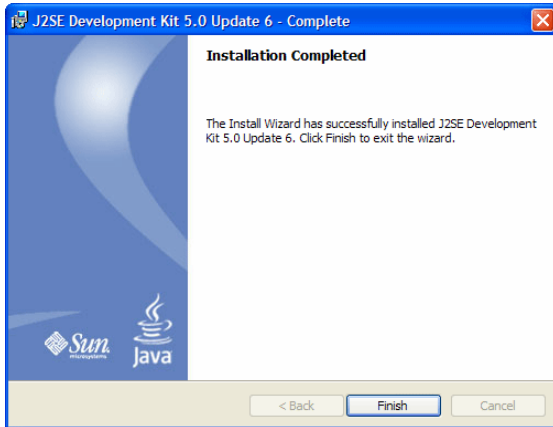 J2SE Development Kit 5.0 Update 6 - Complete
Installation Completed
The Install Wizard has successfully installed J2SE Development
Kit 5.0 Update 6. Click Finish to exit the wizard.
Sun
microsystems
Java
< Back Finish Cancel